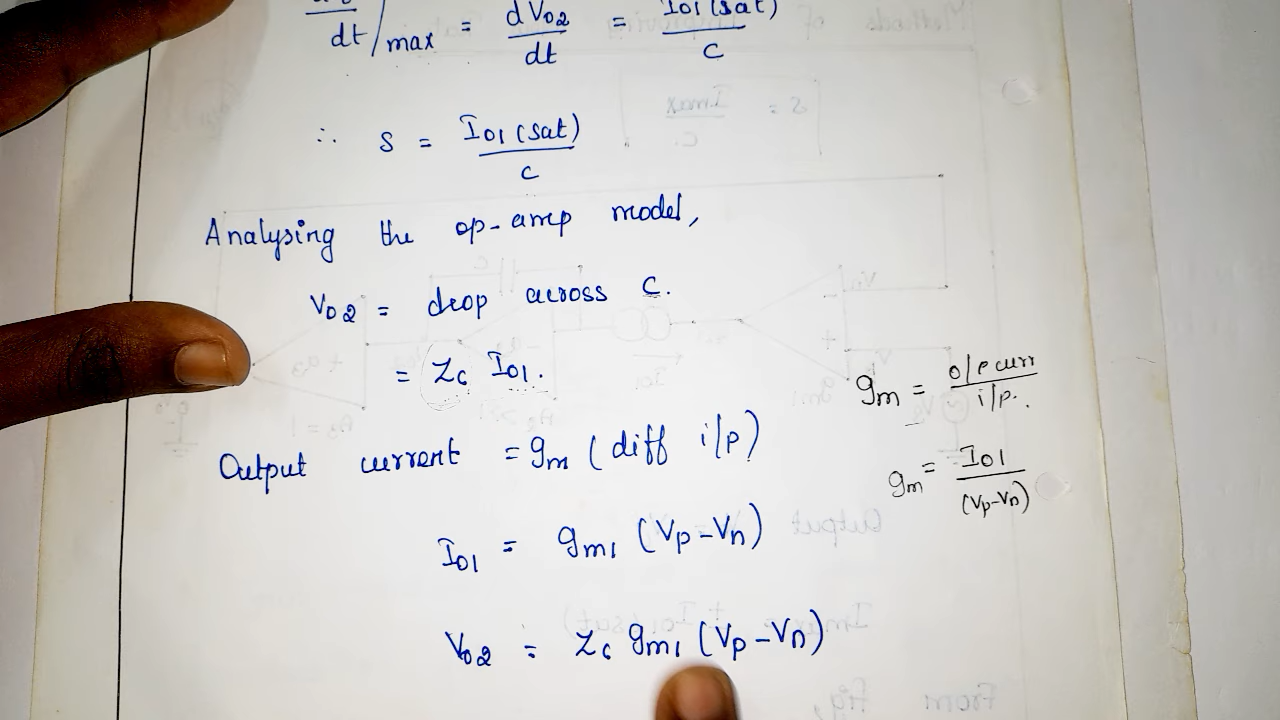 dt/max = dVo2/dt = Io1(sat)/c
∴ S = Io1(sat)/c
Analysing the op-amp model,
Vo2 = drop across C.
= Zc Io1.
gm = o/p curr/i/p.
Output current = gm (diff i/p)
gm = Io1/(Vp-Vn)
Io1 = gm1 (Vp-Vn)
Vo2 = Zc gm1 (Vp-Vn)